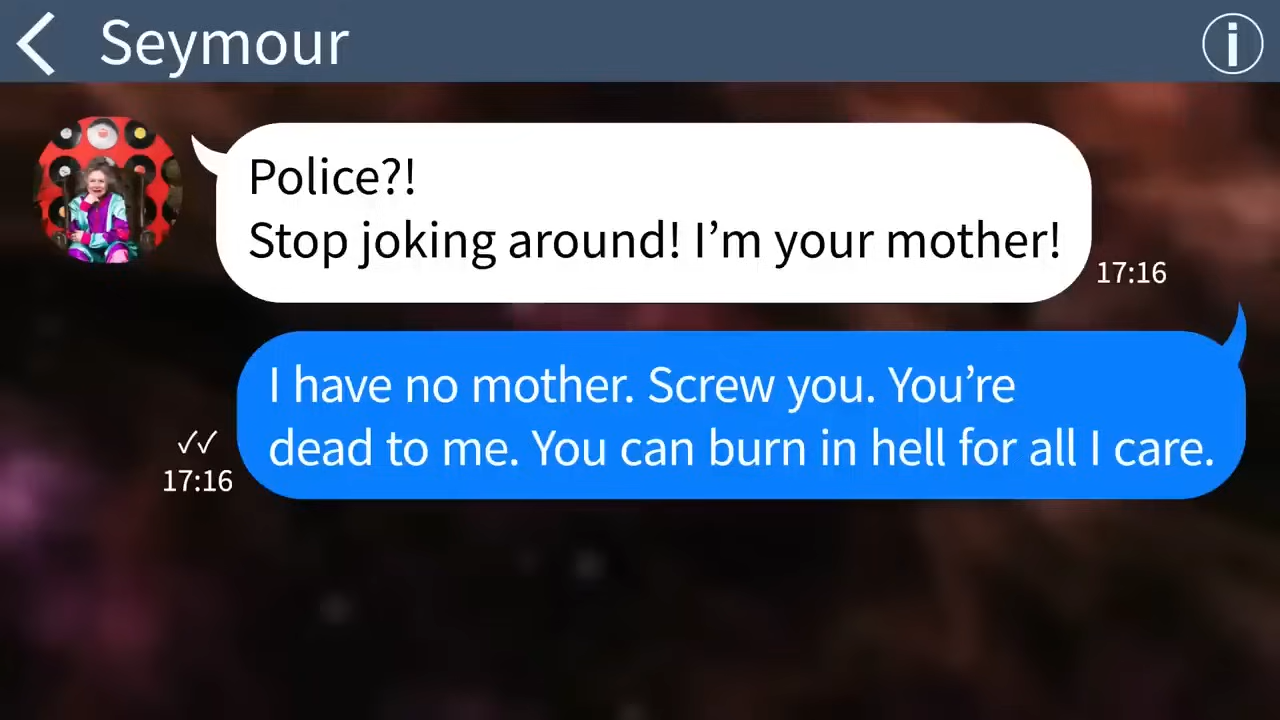 Seymour
Police?!
Stop joking around! I’m your mother!
17:16
I have no mother. Screw you. You’re
dead to me. You can burn in hell for all I care.
17:16